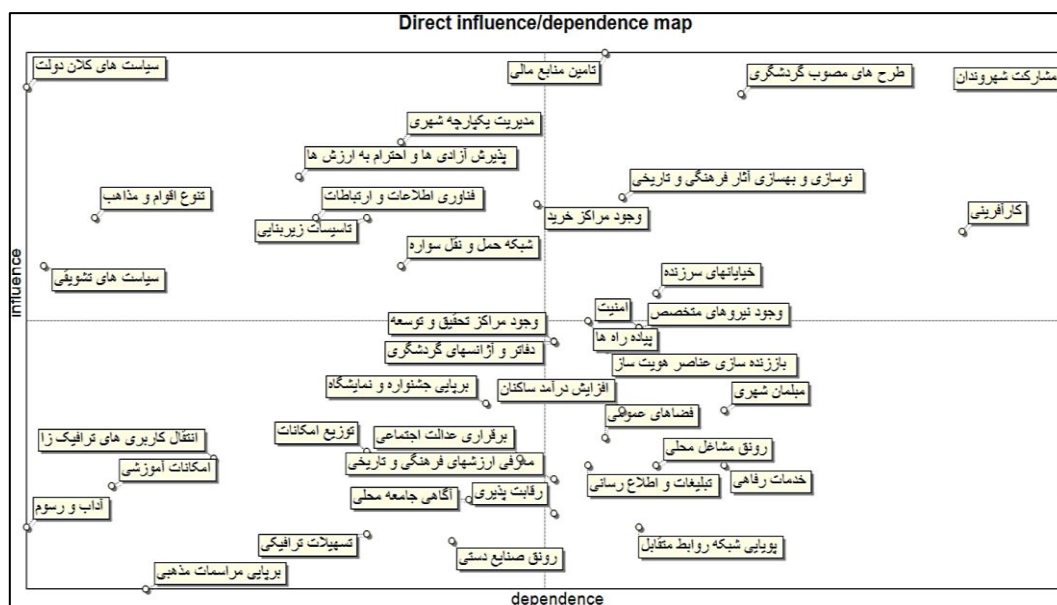 Direct influence/dependence map
سیاست های کلان دولت
تامین منابع مالی
طرح های مصوب گردشگری
مشارکت شهروندان
مدیریت یکپارچه شهری
پذیرش آزادی ها و احترام به ارزش ها
تنوع اقوام و مذاهب
فناوری اطلاعات و ارتباطات
نوسازی و بهسازی آثار فرهنگی و تاریخی
تاسیسات زیربنایی
وجود مراکز خرید
کارآفرینی
شبکه حمل و نقل سواره
سیاست های تشویقی
خیابانهای سرزنده
influence
امنیت
وجود نیروهای متخصص
وجود مراکز تحقیق و توسعه
پیاده راه ها
دفاتر و آژانسهای گردشگری
باززنده سازی عناصر هویت ساز
برپایی جشنواره و نمایشگاه
افزایش درآمد ساکنان
مبلمان شهری
فضاهای عمومی
انتقال کاربری های ترافیک زا
توزیع امکانات
برقراری عدالت اجتماعی
رونق مشاغل محلی
امکانات آموزشی
معرفی ارزشهای فرهنگی و تاریخی
تبلیغات و اطلاع رسانی
خدمات رفاهی
آداب و رسوم
آگاهی جامعه محلی
رقابت پذیری
تسهیلات ترافیکی
رونق صنایع دستی
پویایی شبکه روابط متقابل
برپایی مراسمات مذهبی
dependence